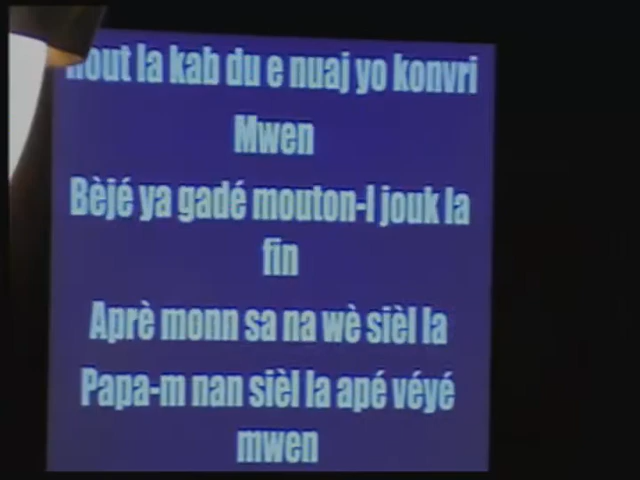 la kab du e nuaj yo konvri
Mwen
Bèjé ya gadé mouton-l jouk la
fin
Aprè monn sa na wè sièl la
Papa-m nan sièl la apé véyé
mwen